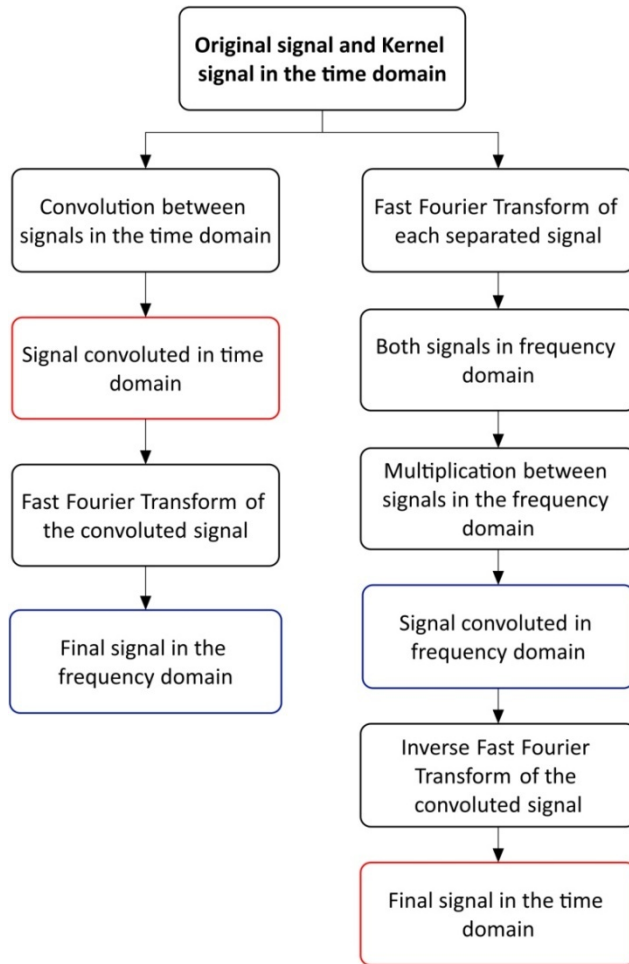 Original signal and Kernel
signal in the time domain
Convolution between
signals in the time domain
Signal convoluted in time
domain
Fast Fourier Transform of
the convoluted signal
Final signal in the
frequency domain
Fast Fourier Transform of
each separated signal
Both signals in frequency
domain
Multiplication between
signals in the frequency
domain
Signal convoluted in
frequency domain
Inverse Fast Fourier
Transform of the
convoluted signal
Final signal in the time
domain